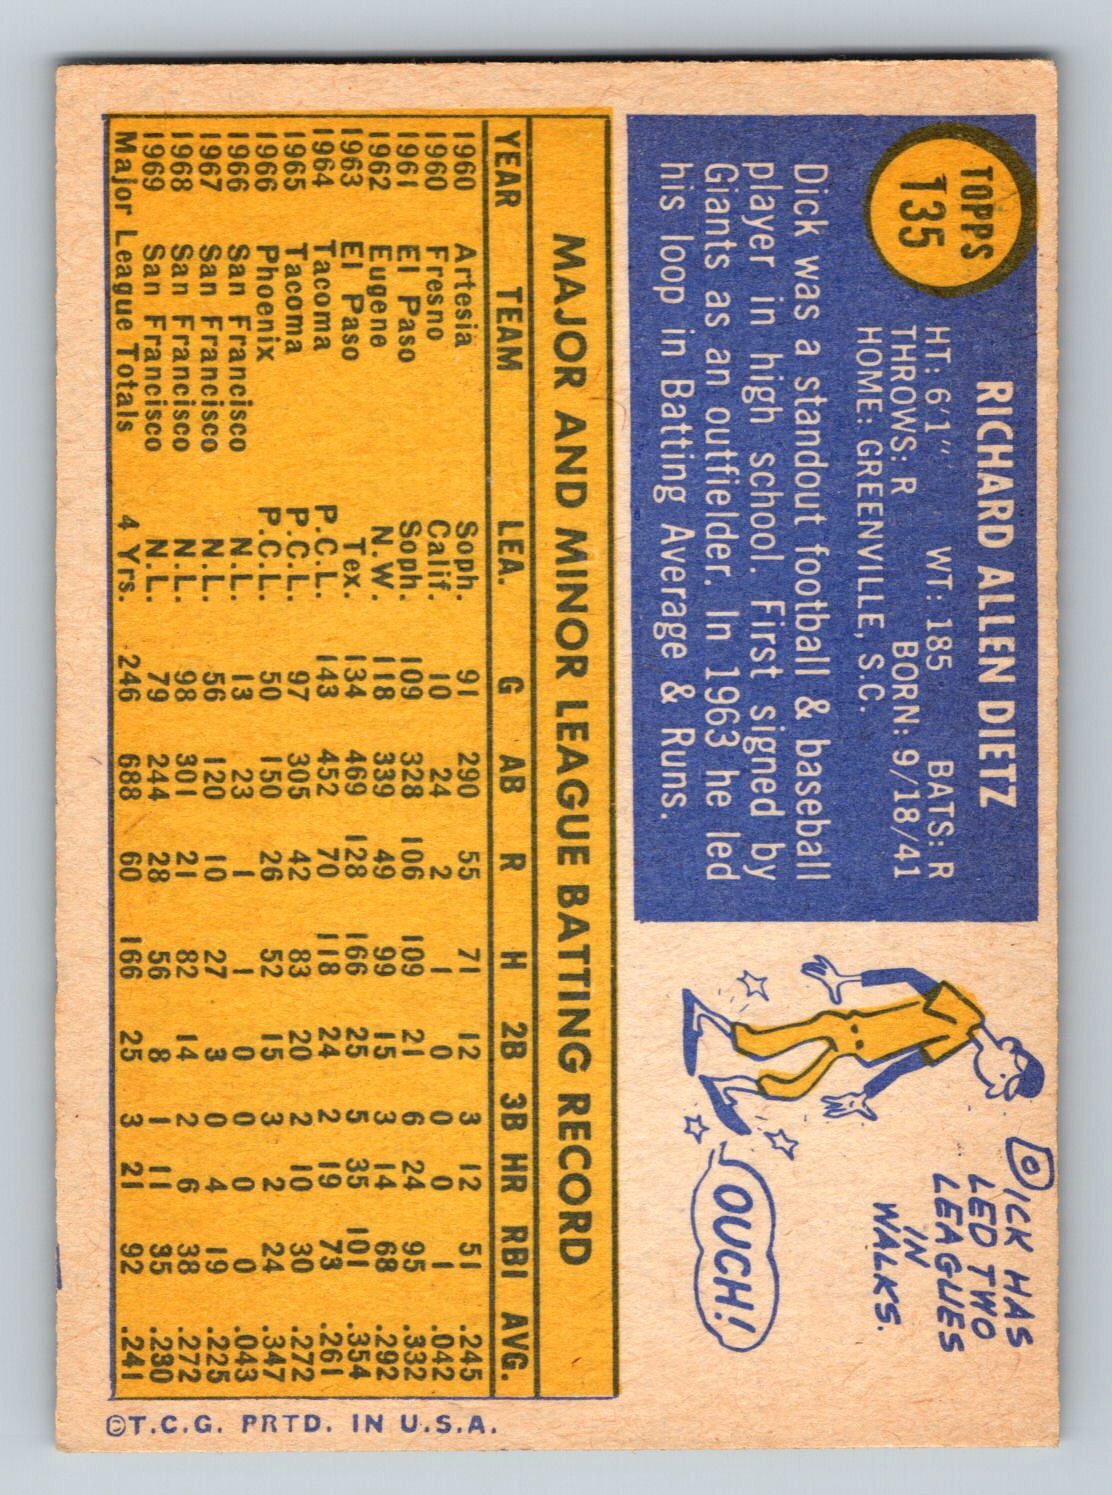 TOPPS
135
RICHARD ALLEN DIETZ
HT: 6'1" WT: 185 BATS: R
THROWS: R BORN: 9/18/41
HOME: GREENVILLE, S.C.
Dick was a standout football & baseball
player in high school. First signed by
Giants as an outfielder. In 1963 he led
his loop in Batting Average & Runs.
DICK HAS
LED TWO
LEAGUES
IN
WALKS.
OUCH!
MAJOR AND MINOR LEAGUE BATTING RECORD
YEAR TEAM LEA. G AB R H 2B 3B HR RBI AVG.
1960 Artesia Soph. 91 290 55 71 12 3 12 51 .245
1960 Fresno Calif. 10 24 2 1 0 0 0 1 .042
1961 El Paso Soph. 109 328 106 109 21 6 24 95 .332
1962 Eugene N.W. 118 339 49 99 15 3 14 68 .292
1963 El Paso Tex. 134 469 128 166 25 5 35 101 .354
1964 Tacoma P.C.L. 143 452 70 118 24 2 19 73 .261
1965 Tacoma P.C.L. 97 305 42 83 20 2 10 30 .272
1966 Phoenix P.C.L. 50 150 26 52 15 3 2 24 .347
1966 San Francisco N.L. 13 23 1 1 0 0 0 0 .043
1967 San Francisco N.L. 56 120 10 27 3 0 4 19 .225
1968 San Francisco N.L. 98 301 21 82 14 2 6 38 .272
1969 San Francisco N.L. 79 244 28 56 8 1 11 35 .230
Major League Totals 4 Yrs. 246 688 60 166 25 3 21 92 .241
©T.C.G. PRTD. IN U.S.A.